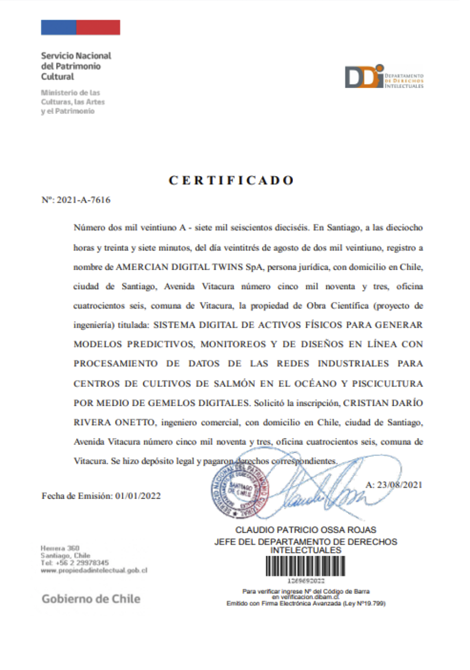 Servicio Nacional
del Patrimonio
Cultural
Ministerio de las
Culturas, las Artes
y el Patrimonio
DDi DEPARTAMENTO
DE DERECHOS
INTELECTUALES
CERTIFICADO
Nº: 2021-A-7616
Número dos mil veintiuno A - siete mil seiscientos dieciséis. En Santiago, a las dieciocho
horas y treinta y siete minutos, del día veintitrés de agosto de dos mil veintiuno, registro a
nombre de AMERCIAN DIGITAL TWINS SpA, persona jurídica, con domicilio en Chile,
ciudad de Santiago, Avenida Vitacura número cinco mil noventa y tres, oficina
cuatrocientos seis, comuna de Vitacura, la propiedad de Obra Científica (proyecto de
ingeniería) titulada: SISTEMA DIGITAL DE ACTIVOS FÍSICOS PARA GENERAR
MODELOS PREDICTIVOS, MONITOREOS Y DE DISEÑOS EN LÍNEA CON
PROCESAMIENTO DE DATOS DE LAS REDES INDUSTRIALES PARA
CENTROS DE CULTIVOS DE SALMÓN EN EL OCÉANO Y PISCICULTURA
POR MEDIO DE GEMELOS DIGITALES. Solicitó la inscripción, CRISTIAN DARÍO
RIVERA ONETTO, ingeniero comercial, con domicilio en Chile, ciudad de Santiago,
Avenida Vitacura número cinco mil noventa y tres, oficina cuatrocientos seis, comuna de
Vitacura. Se hizo depósito legal y pagaron derechos correspondientes.
A: 23/08/2021
Fecha de Emisión: 01/01/2022
SANTIAGO
DE CHILE
CLAUDIO PATRICIO OSSA ROJAS
JEFE DEL DEPARTAMENTO DE DERECHOS
INTELECTUALES
Herrera 360
Santiago, Chile
Tel: +56 2 29978345
www.propiedadintelectual.gob.cl
Para verificar ingrese Nº del Código de Barra
en verificacion.dibam.cl.
Emitido con Firma Electrónica Avanzada (Ley Nº19.799)
Gobierno de Chile